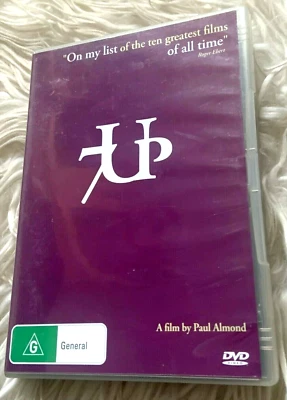 "On my list of the ten greatest films
of all time"
Roger Ebert
7UP
A film by Paul Almond
G
General
DVD